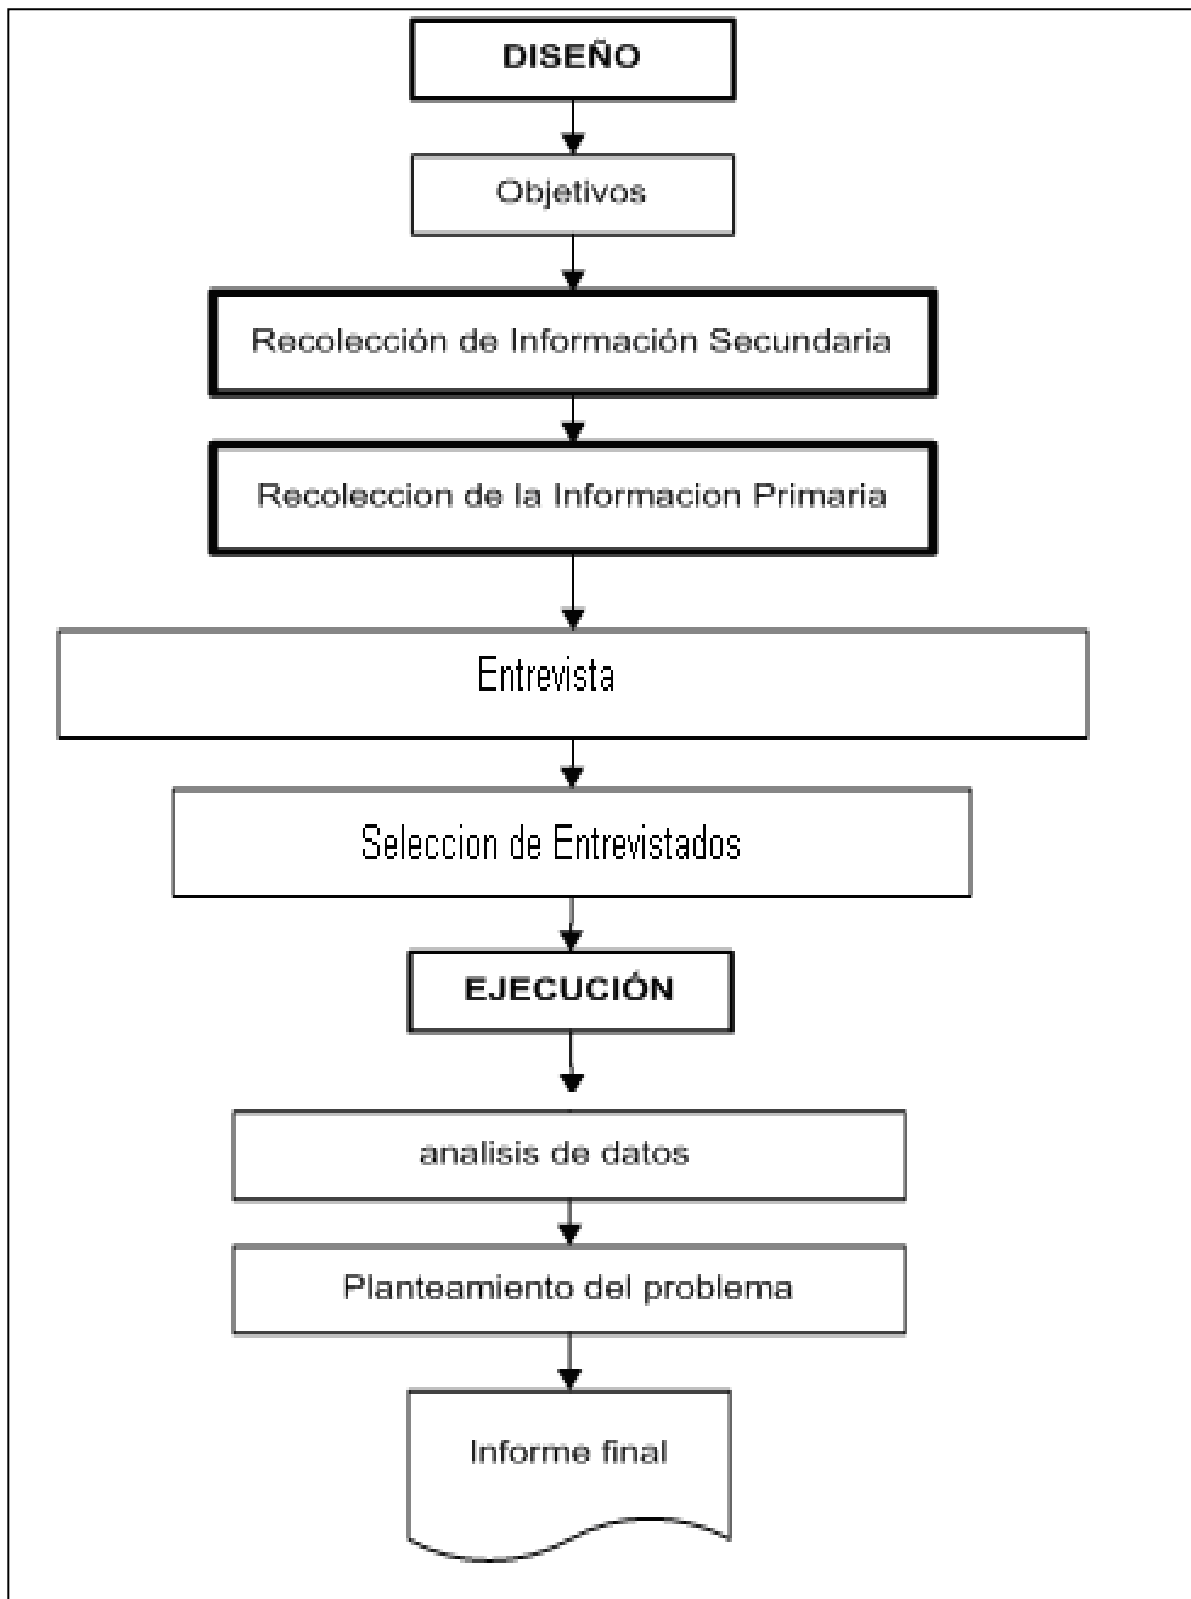 DISEÑO
Objetivos
Recolección de Información Secundaria
Recoleccion de la Informacion Primaria
Entrevista
Seleccion de Entrevistados
EJECUCIÓN
analisis de datos
Planteamiento del problema
Informe final